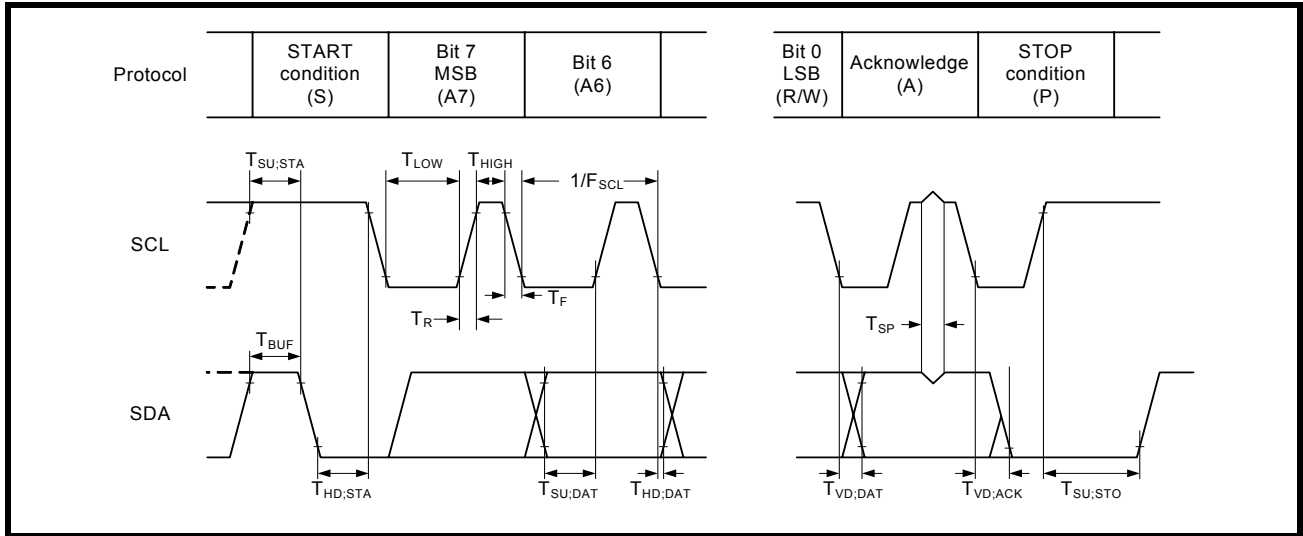 Protocol
START
condition
(S)
Bit 7
MSB
(A7)
Bit 6
(A6)
Bit 0
LSB
(R/W)
Acknowledge
(A)
STOP
condition
(P)
TSU;STA
TLOW
THIGH
1/FSCL
SCL
TF
TR
TSP
TBUF
SDA
THD;STA
TSU;DAT
THD;DAT
TVD;DAT
TVD;ACK
TSU;STO